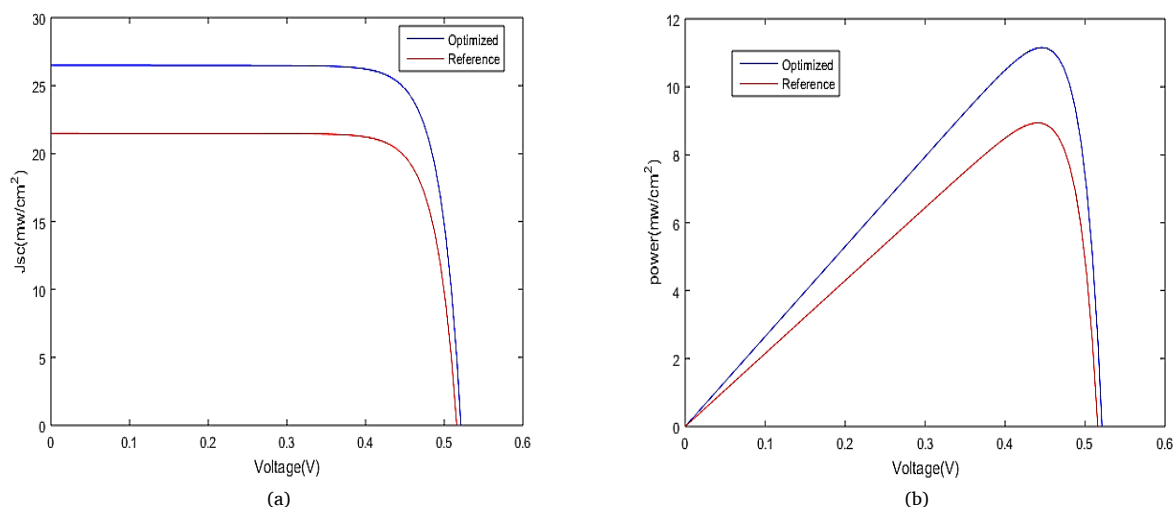 30
25
20
15
10
5
0
Jsc(mw/cm²)
Optimized
Reference
0 0.1 0.2 0.3 0.4 0.5 0.6
Voltage(V)
(a)
12
10
8
6
4
2
0
power(mw/cm²)
Optimized
Reference
0 0.1 0.2 0.3 0.4 0.5 0.6
Voltage(V)
(b)